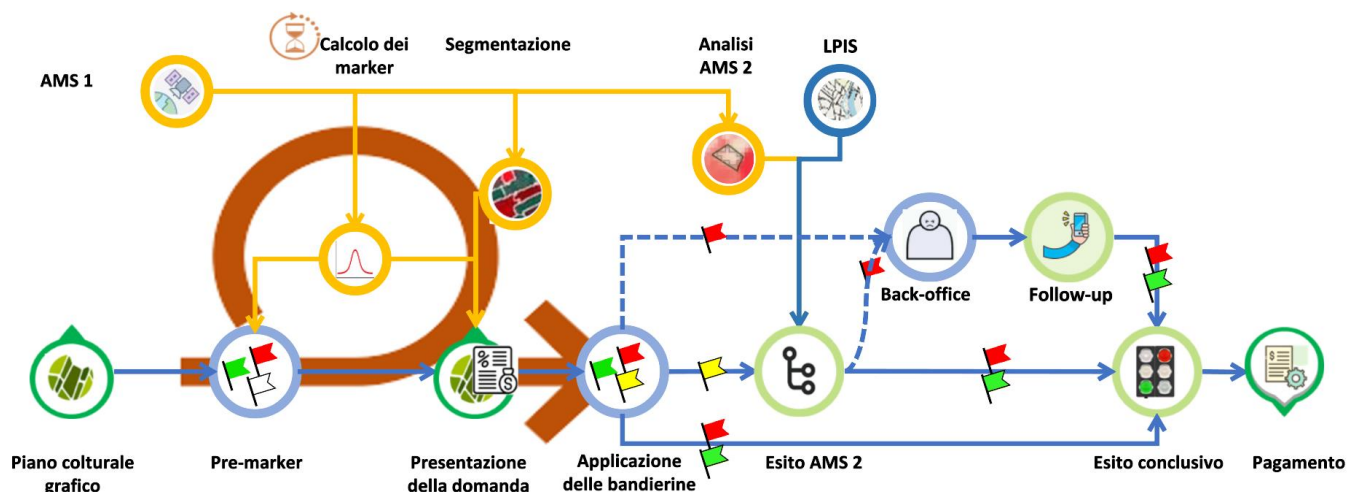 Calcolo dei
marker
Segmentazione
Analisi
AMS 2
LPIS
AMS 1
Back-office
Follow-up
Piano colturale
grafico
Pre-marker
Presentazione
della domanda
Applicazione
delle bandierine
Esito AMS 2
Esito conclusivo
Pagamento